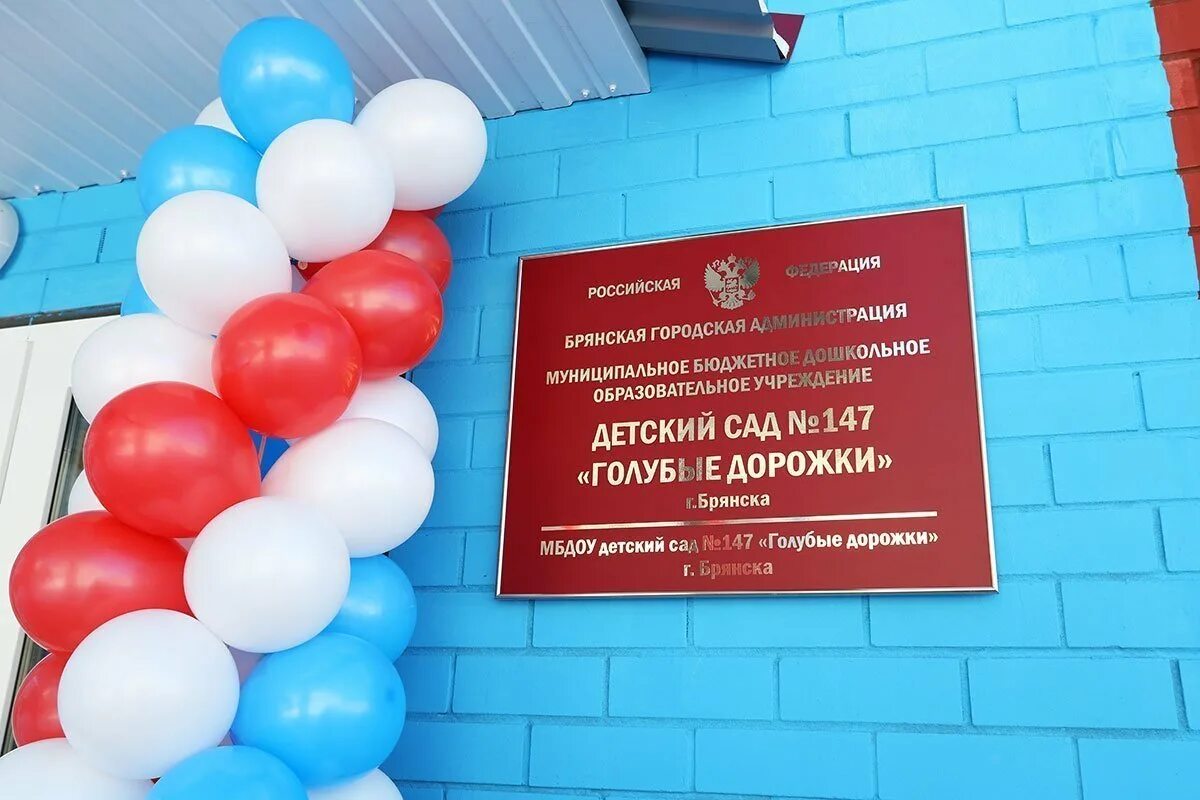 РОССИЙСКАЯ ФЕДЕРАЦИЯ
БРЯНСКАЯ ГОРОДСКАЯ АДМИНИСТРАЦИЯ
МУНИЦИПАЛЬНОЕ БЮДЖЕТНОЕ ДОШКОЛЬНОЕ
ОБРАЗОВАТЕЛЬНОЕ УЧРЕЖДЕНИЕ
ДЕТСКИЙ САД №147
«ГОЛУБЫЕ ДОРОЖКИ»
г.Брянска
МБДОУ детский сад №147 «Голубые дорожки»
г. Брянска